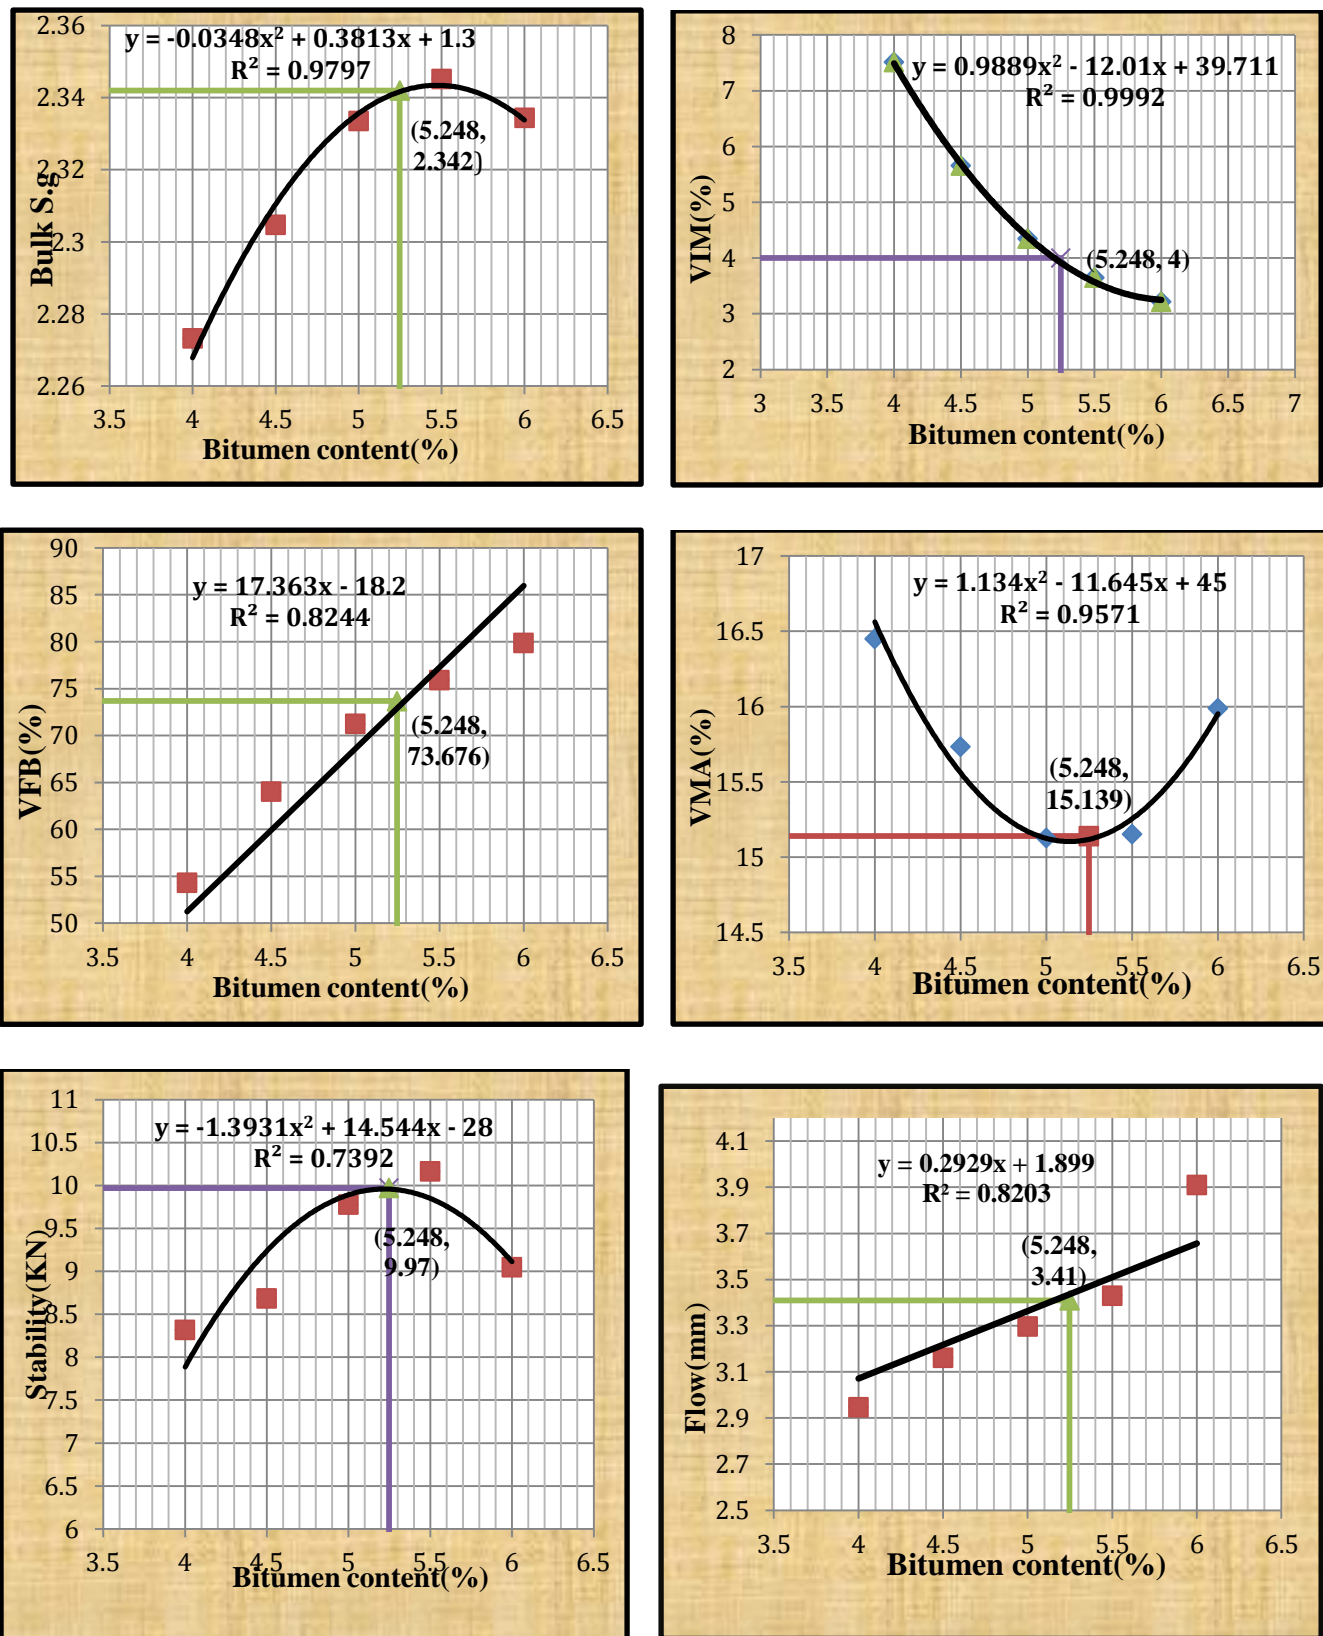 2.36
2.34
2.32
2.3
2.28
2.26
y = -0.0348x² + 0.3813x + 1.3
R² = 0.9797
(5.248,
2.342)
Bulk S.g
3.5 4 4.5 5 5.5 6 6.5
Bitumen content(%)
8
7
6
5
4
3
2
y = 0.9889x² - 12.01x + 39.711
R² = 0.9992
(5.248, 4)
VIM(%)
3 3.5 4 4.5 5 5.5 6 6.5 7
Bitumen content(%)
90
85
80
75
70
65
60
55
50
y = 17.363x - 18.2
R² = 0.8244
(5.248,
73.676)
VFB(%)
3.5 4 4.5 5 5.5 6 6.5
Bitumen content(%)
17
16.5
16
15.5
15
14.5
y = 1.134x² - 11.645x + 45
R² = 0.9571
(5.248,
15.139)
VMA(%)
3.5 4 4.5 5 5.5 6 6.5
Bitumen content(%)
11
10.5
10
9.5
9
8.5
8
7.5
7
6.5
6
y = -1.3931x² + 14.544x - 28
R² = 0.7392
(5.248,
9.97)
Stability(KN)
3.5 4 4.5 5 5.5 6 6.5
Bitumen content(%)
4.1
3.9
3.7
3.5
3.3
3.1
2.9
2.7
2.5
y = 0.2929x + 1.899
R² = 0.8203
(5.248,
3.41)
Flow(mm)
3.5 4 4.5 5 5.5 6 6.5
Bitumen content(%)